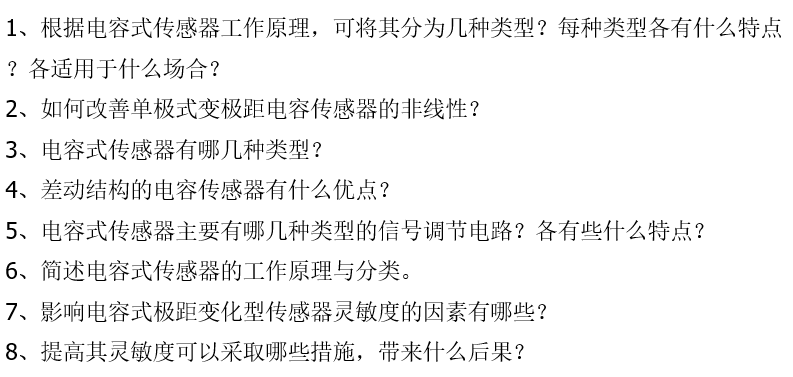 1、根据电容式传感器工作原理，可将其分为几种类型？每种类型各有什么特点
？各适用于什么场合？
2、如何改善单极式变极距电容传感器的非线性？
3、电容式传感器有哪几种类型？
4、差动结构的电容传感器有什么优点？
5、电容式传感器主要有哪几种类型的信号调节电路？各有些什么特点？
6、简述电容式传感器的工作原理与分类。
7、影响电容式极距变化型传感器灵敏度的因素有哪些？
8、提高其灵敏度可以采取哪些措施，带来什么后果？